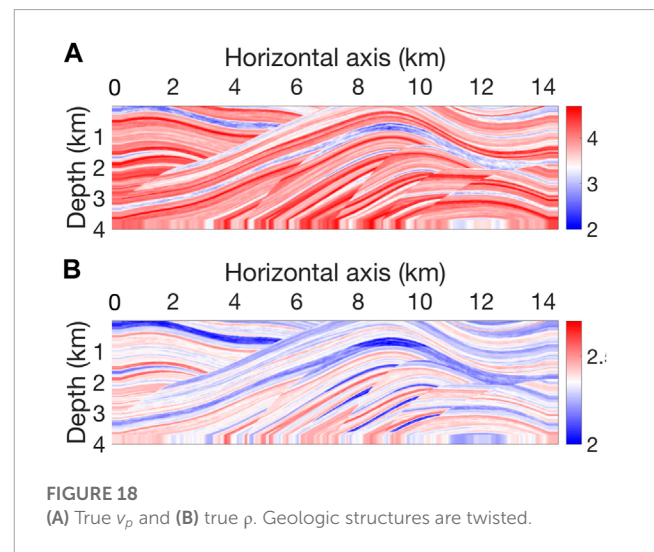 A
Horizontal axis (km)
0 2 4 6 8 10 12 14
Depth (km)
1
2
3
4
4
3
2
B
Horizontal axis (km)
0 2 4 6 8 10 12 14
Depth (km)
1
2
3
4
2.5
2
FIGURE 18
(A) True vₚ and (B) true ρ. Geologic structures are twisted.